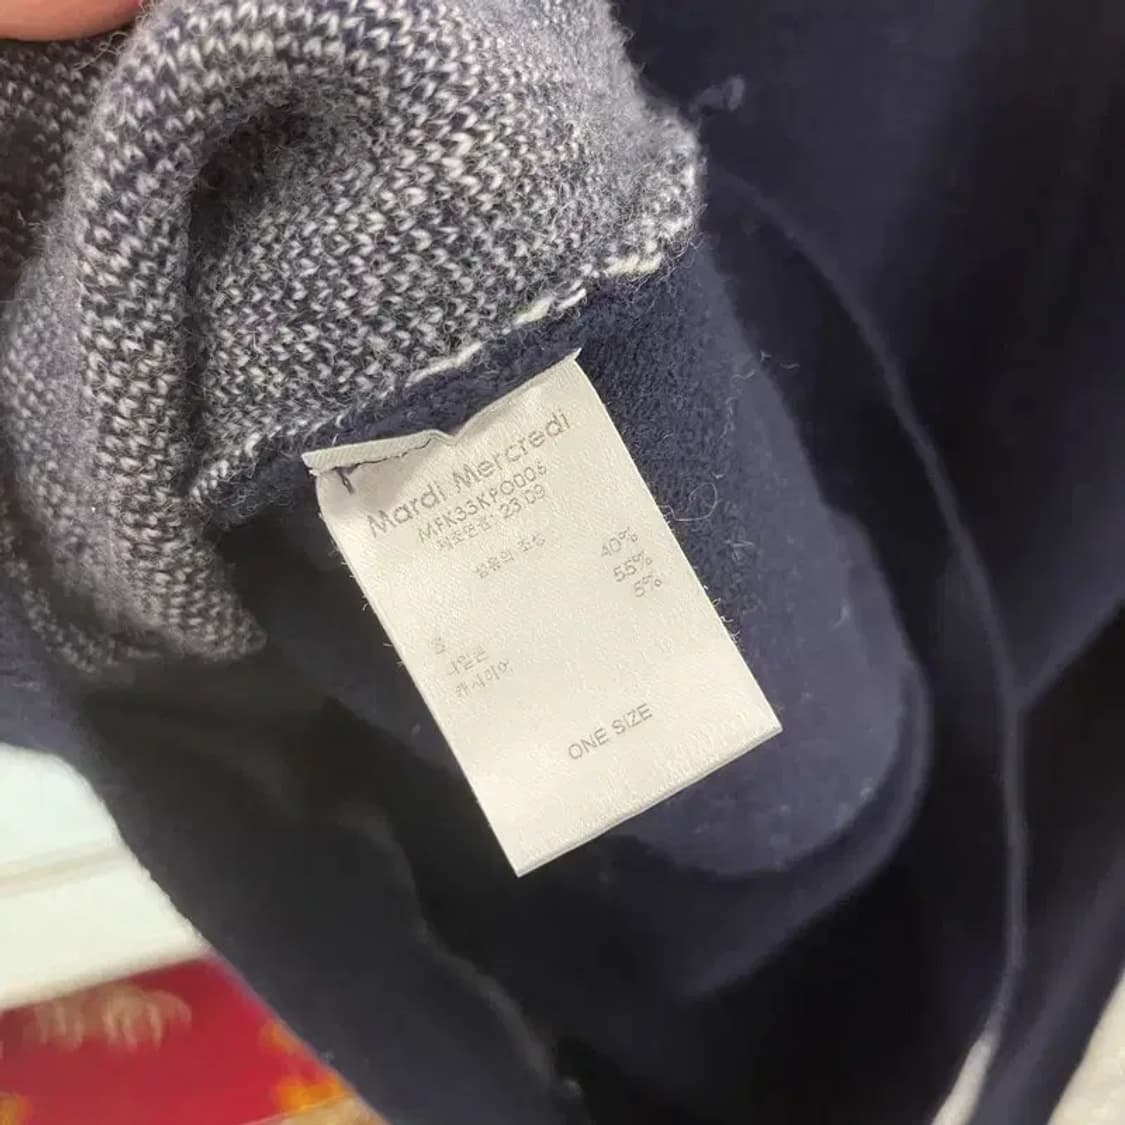 Mardi Mercredi
MFK33KPO006
제조연월: 23.09
섬유의 조성
40%
55%
5%
울
나일론
캐시미어
ONE SIZE